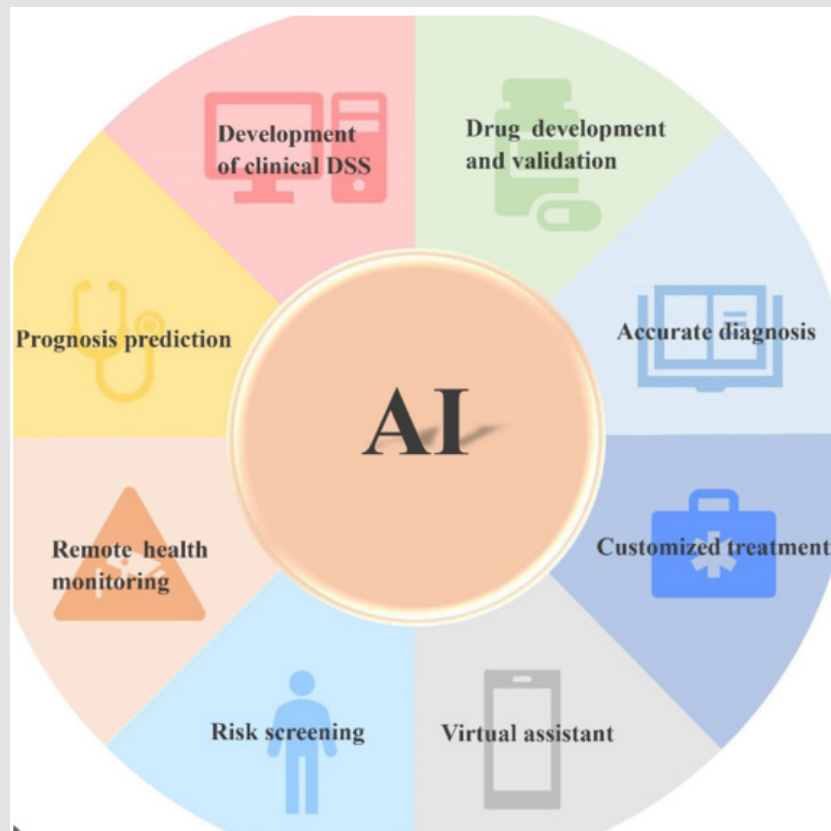 Development
of clinical DSS
Drug development
and validation
Prognosis prediction
Accurate diagnosis
AI
Remote health
monitoring
Customized treatment
Risk screening
Virtual assistant